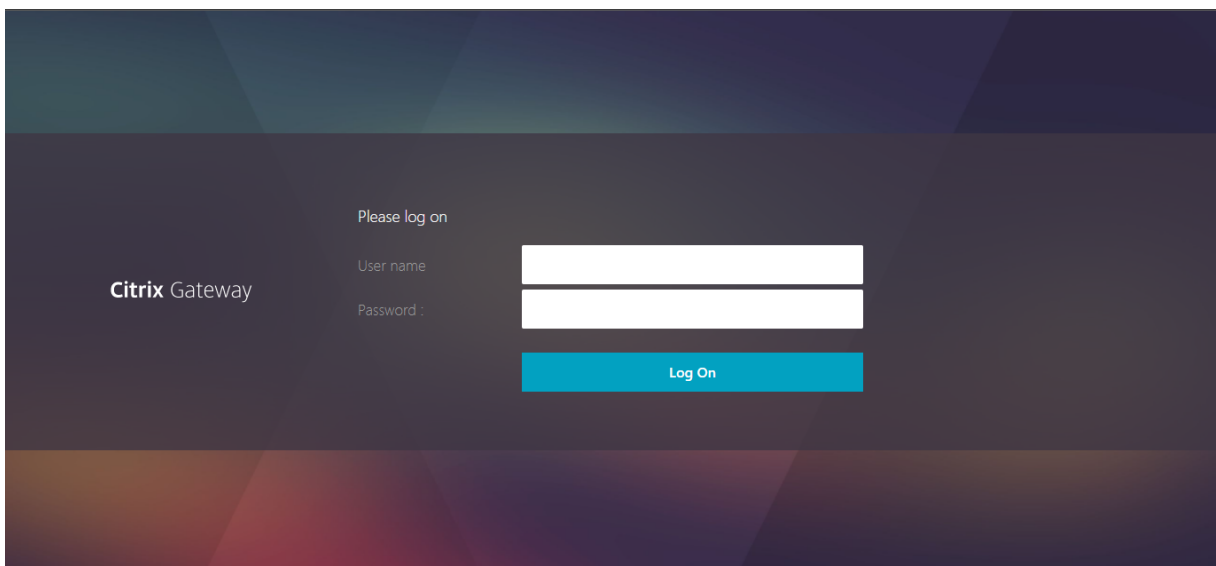 Please log on
User name
Citrix Gateway
Password :
Log On